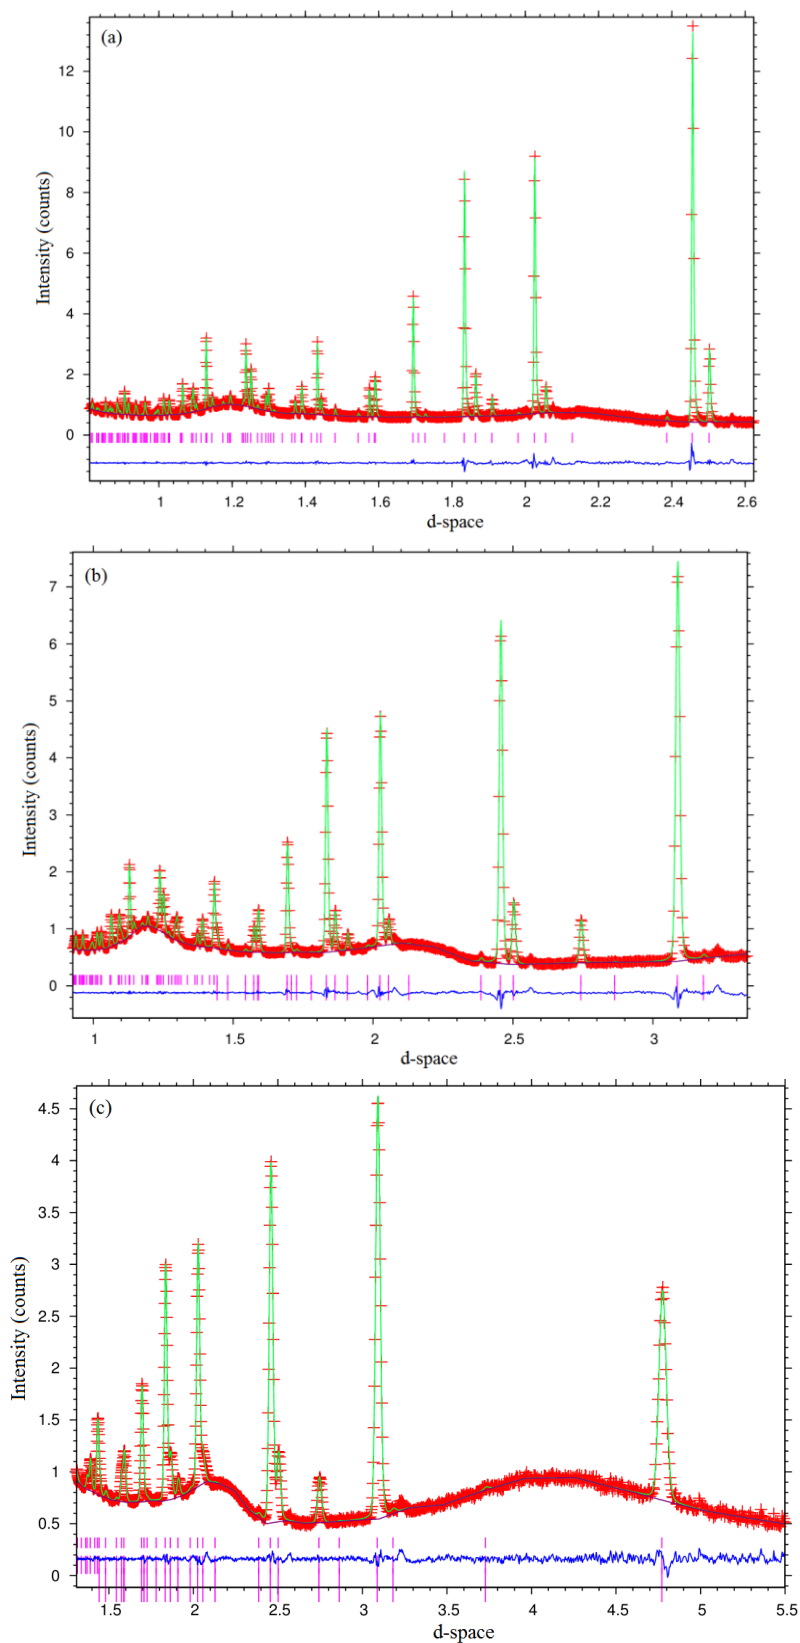 (a)
Intensity (counts)
12
10
8
6
4
2
0
1 1.2 1.4 1.6 1.8 2 2.2 2.4 2.6
d-space
(b)
Intensity (counts)
7
6
5
4
3
2
1
0
1 1.5 2 2.5 3
d-space
(c)
Intensity (counts)
4.5
4
3.5
3
2.5
2
1.5
1
0.5
0
1.5 2 2.5 3 3.5 4 4.5 5 5.5
d-space